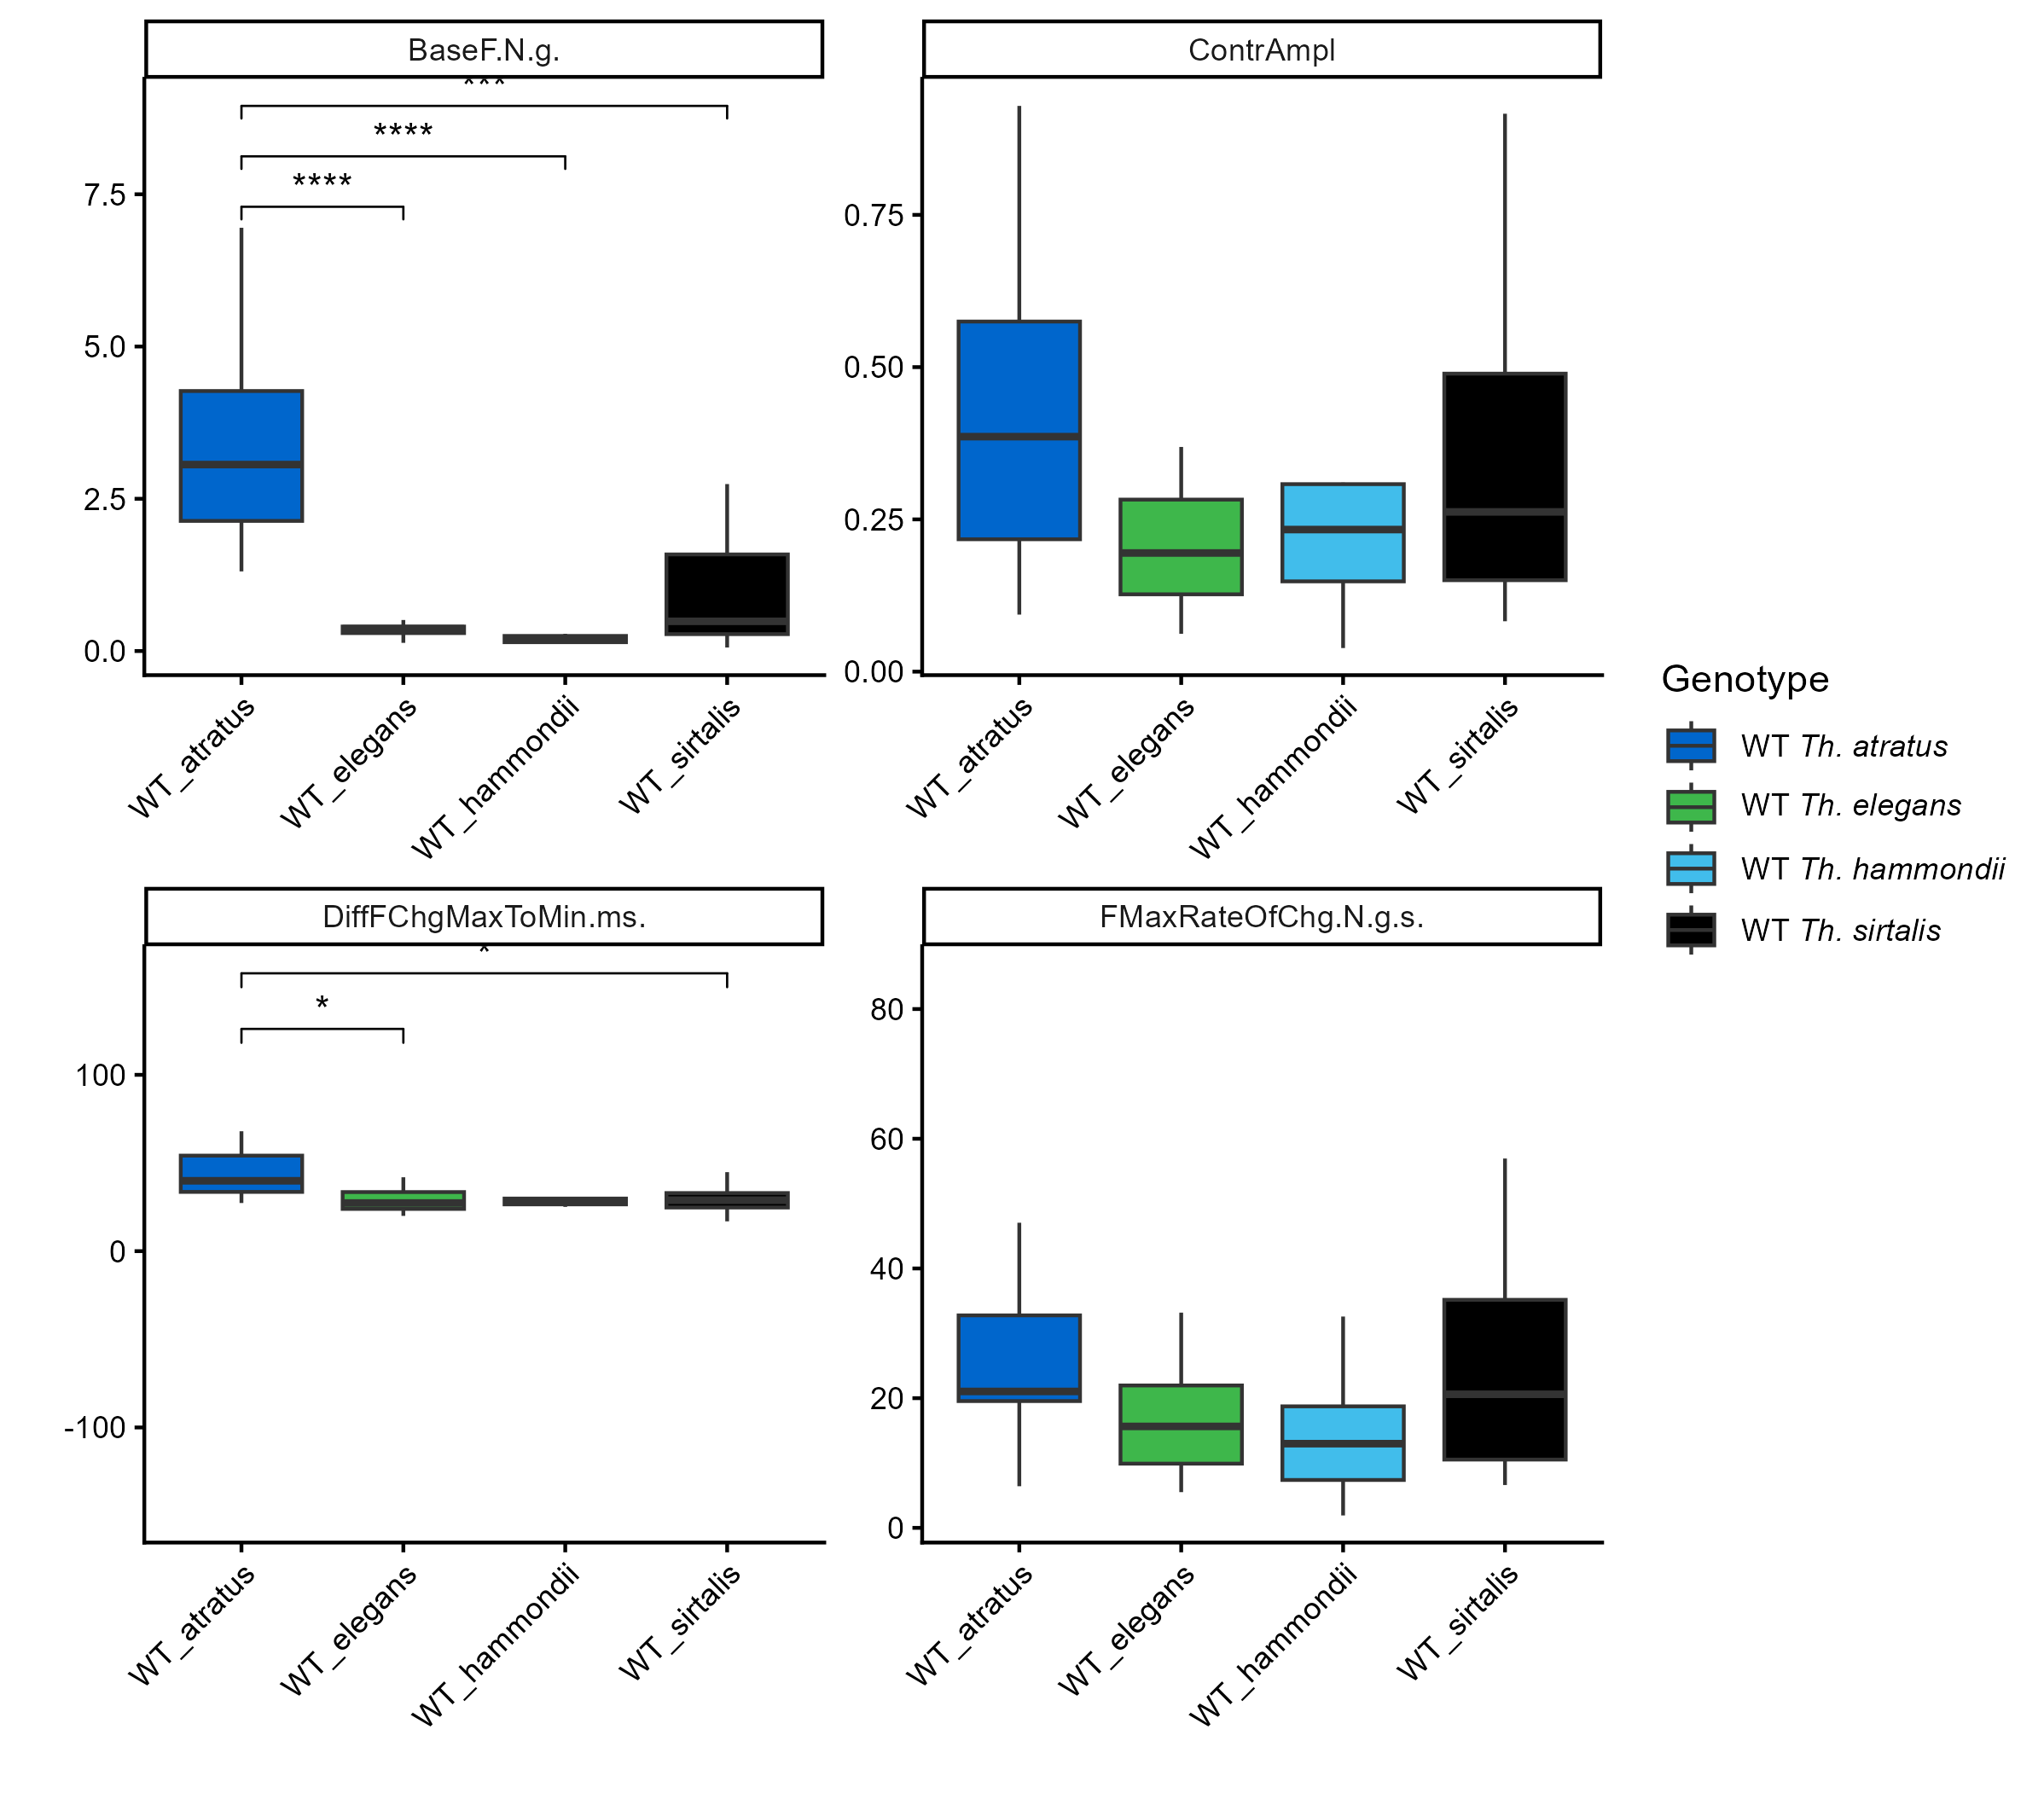 BaseF.N.g.
***
****
****
7.5
5.0
2.5
0.0
WT_atratus
WT_elegans
WT_hammondii
WT_sirtalis
ContrAmpl
0.75
0.50
0.25
0.00
WT_atratus
WT_elegans
WT_hammondii
WT_sirtalis
DiffFChgMaxToMin.ms.
*
*
100
0
-100
WT_atratus
WT_elegans
WT_hammondii
WT_sirtalis
FMaxRateOfChg.N.g.s.
80
60
40
20
0
WT_atratus
WT_elegans
WT_hammondii
WT_sirtalis
Genotype
WT Th. atratus
WT Th. elegans
WT Th. hammondii
WT Th. sirtalis